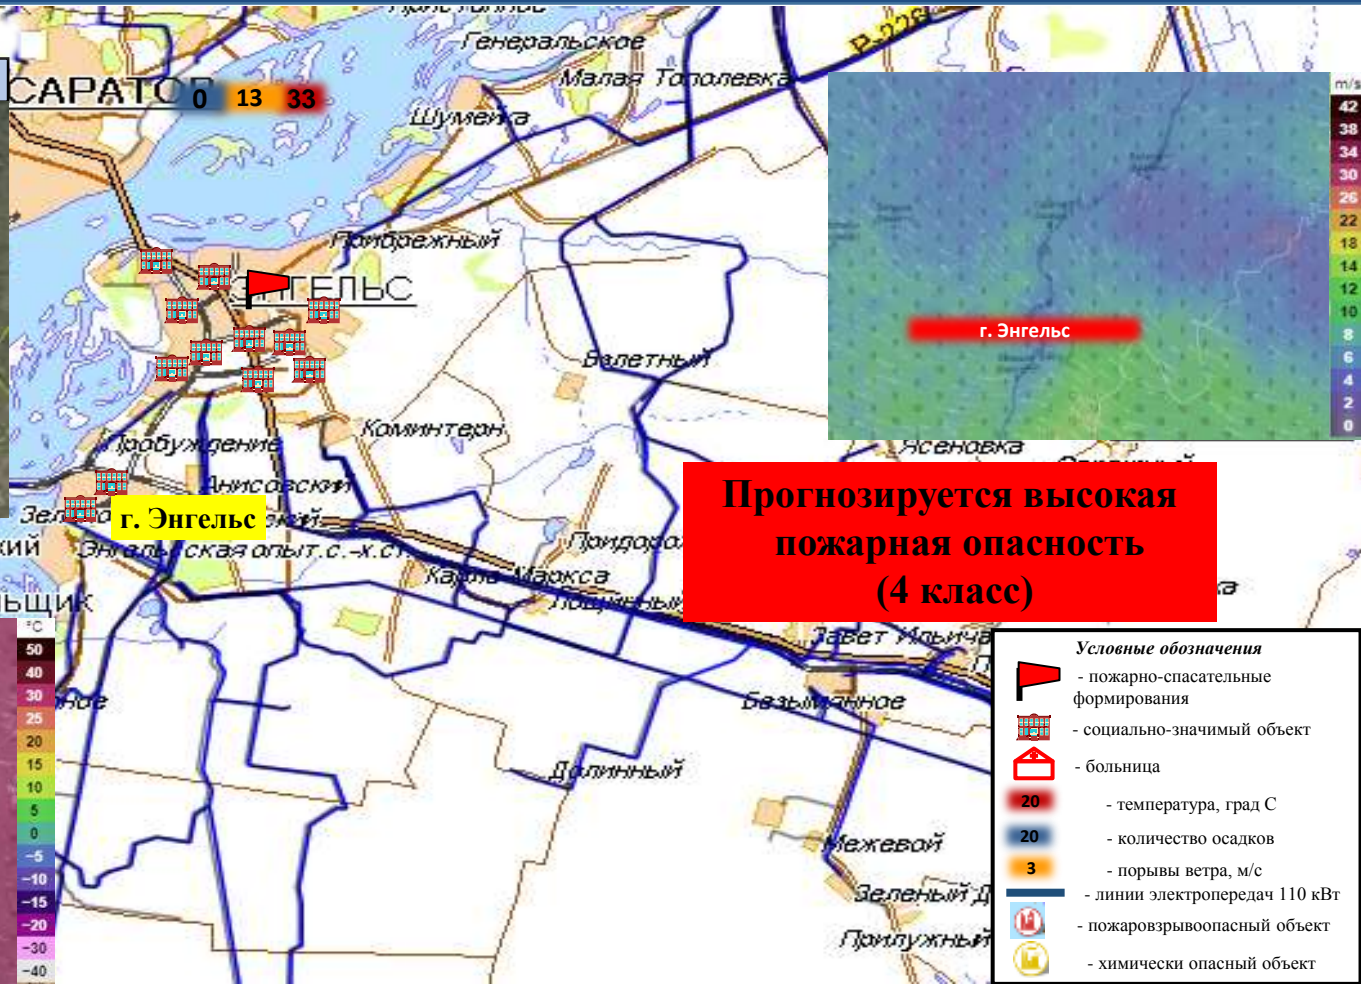 Генеральское
Р-226
Малая Тополевка
САРАТОВ
0 13 33
Шумейка
Прибрежный
ЭНГЕЛЬС
Взлетный
Коминтерн
Пробуждение
Анисовский
г. Энгельс
Энгельсская опыт. с.-х. ст.
Карла Маркса
Ясеновка
Завет Ильича
Безымянное
Долинный
Межевой
Зеленый Д
Прилужный
г. Энгельс
m/s
42
38
34
30
26
22
18
14
12
10
8
6
4
2
0
Прогнозируется высокая
пожарная опасность
(4 класс)
°C
50
40
30
25
20
15
10
5
0
−5
−10
−15
−20
−30
−40
Условные обозначения
- пожарно-спасательные
формирования
- социально-значимый объект
- больница
20 - температура, град С
20 - количество осадков
3 - порывы ветра, м/с
- линии электропередач 110 кВт
- пожаровзрывоопасный объект
- химически опасный объект